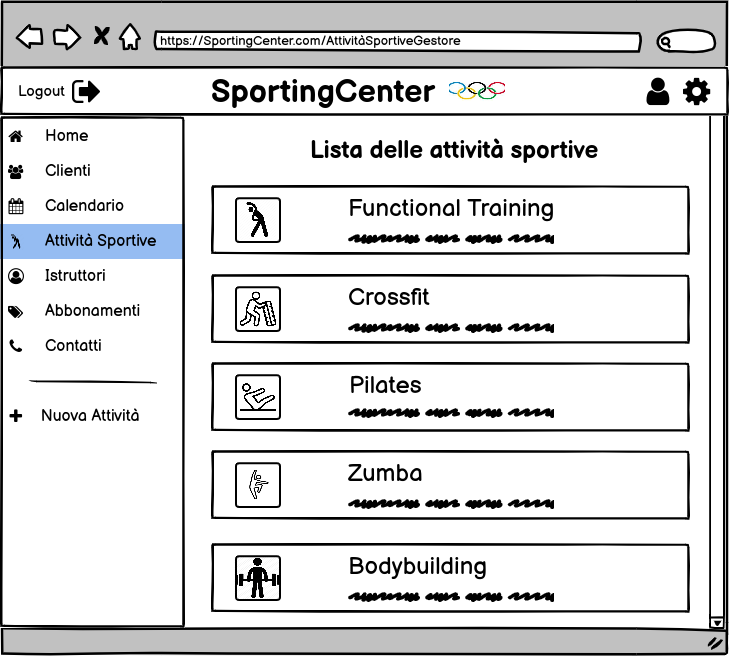 https://SportingCenter.com/AttivitàSportiveGestore
Logout
SportingCenter
Home
Clienti
Calendario
Attività Sportive
Istruttori
Abbonamenti
Contatti
Nuova Attività
Lista delle attività sportive
Functional Training
Crossfit
Pilates
Zumba
Bodybuilding